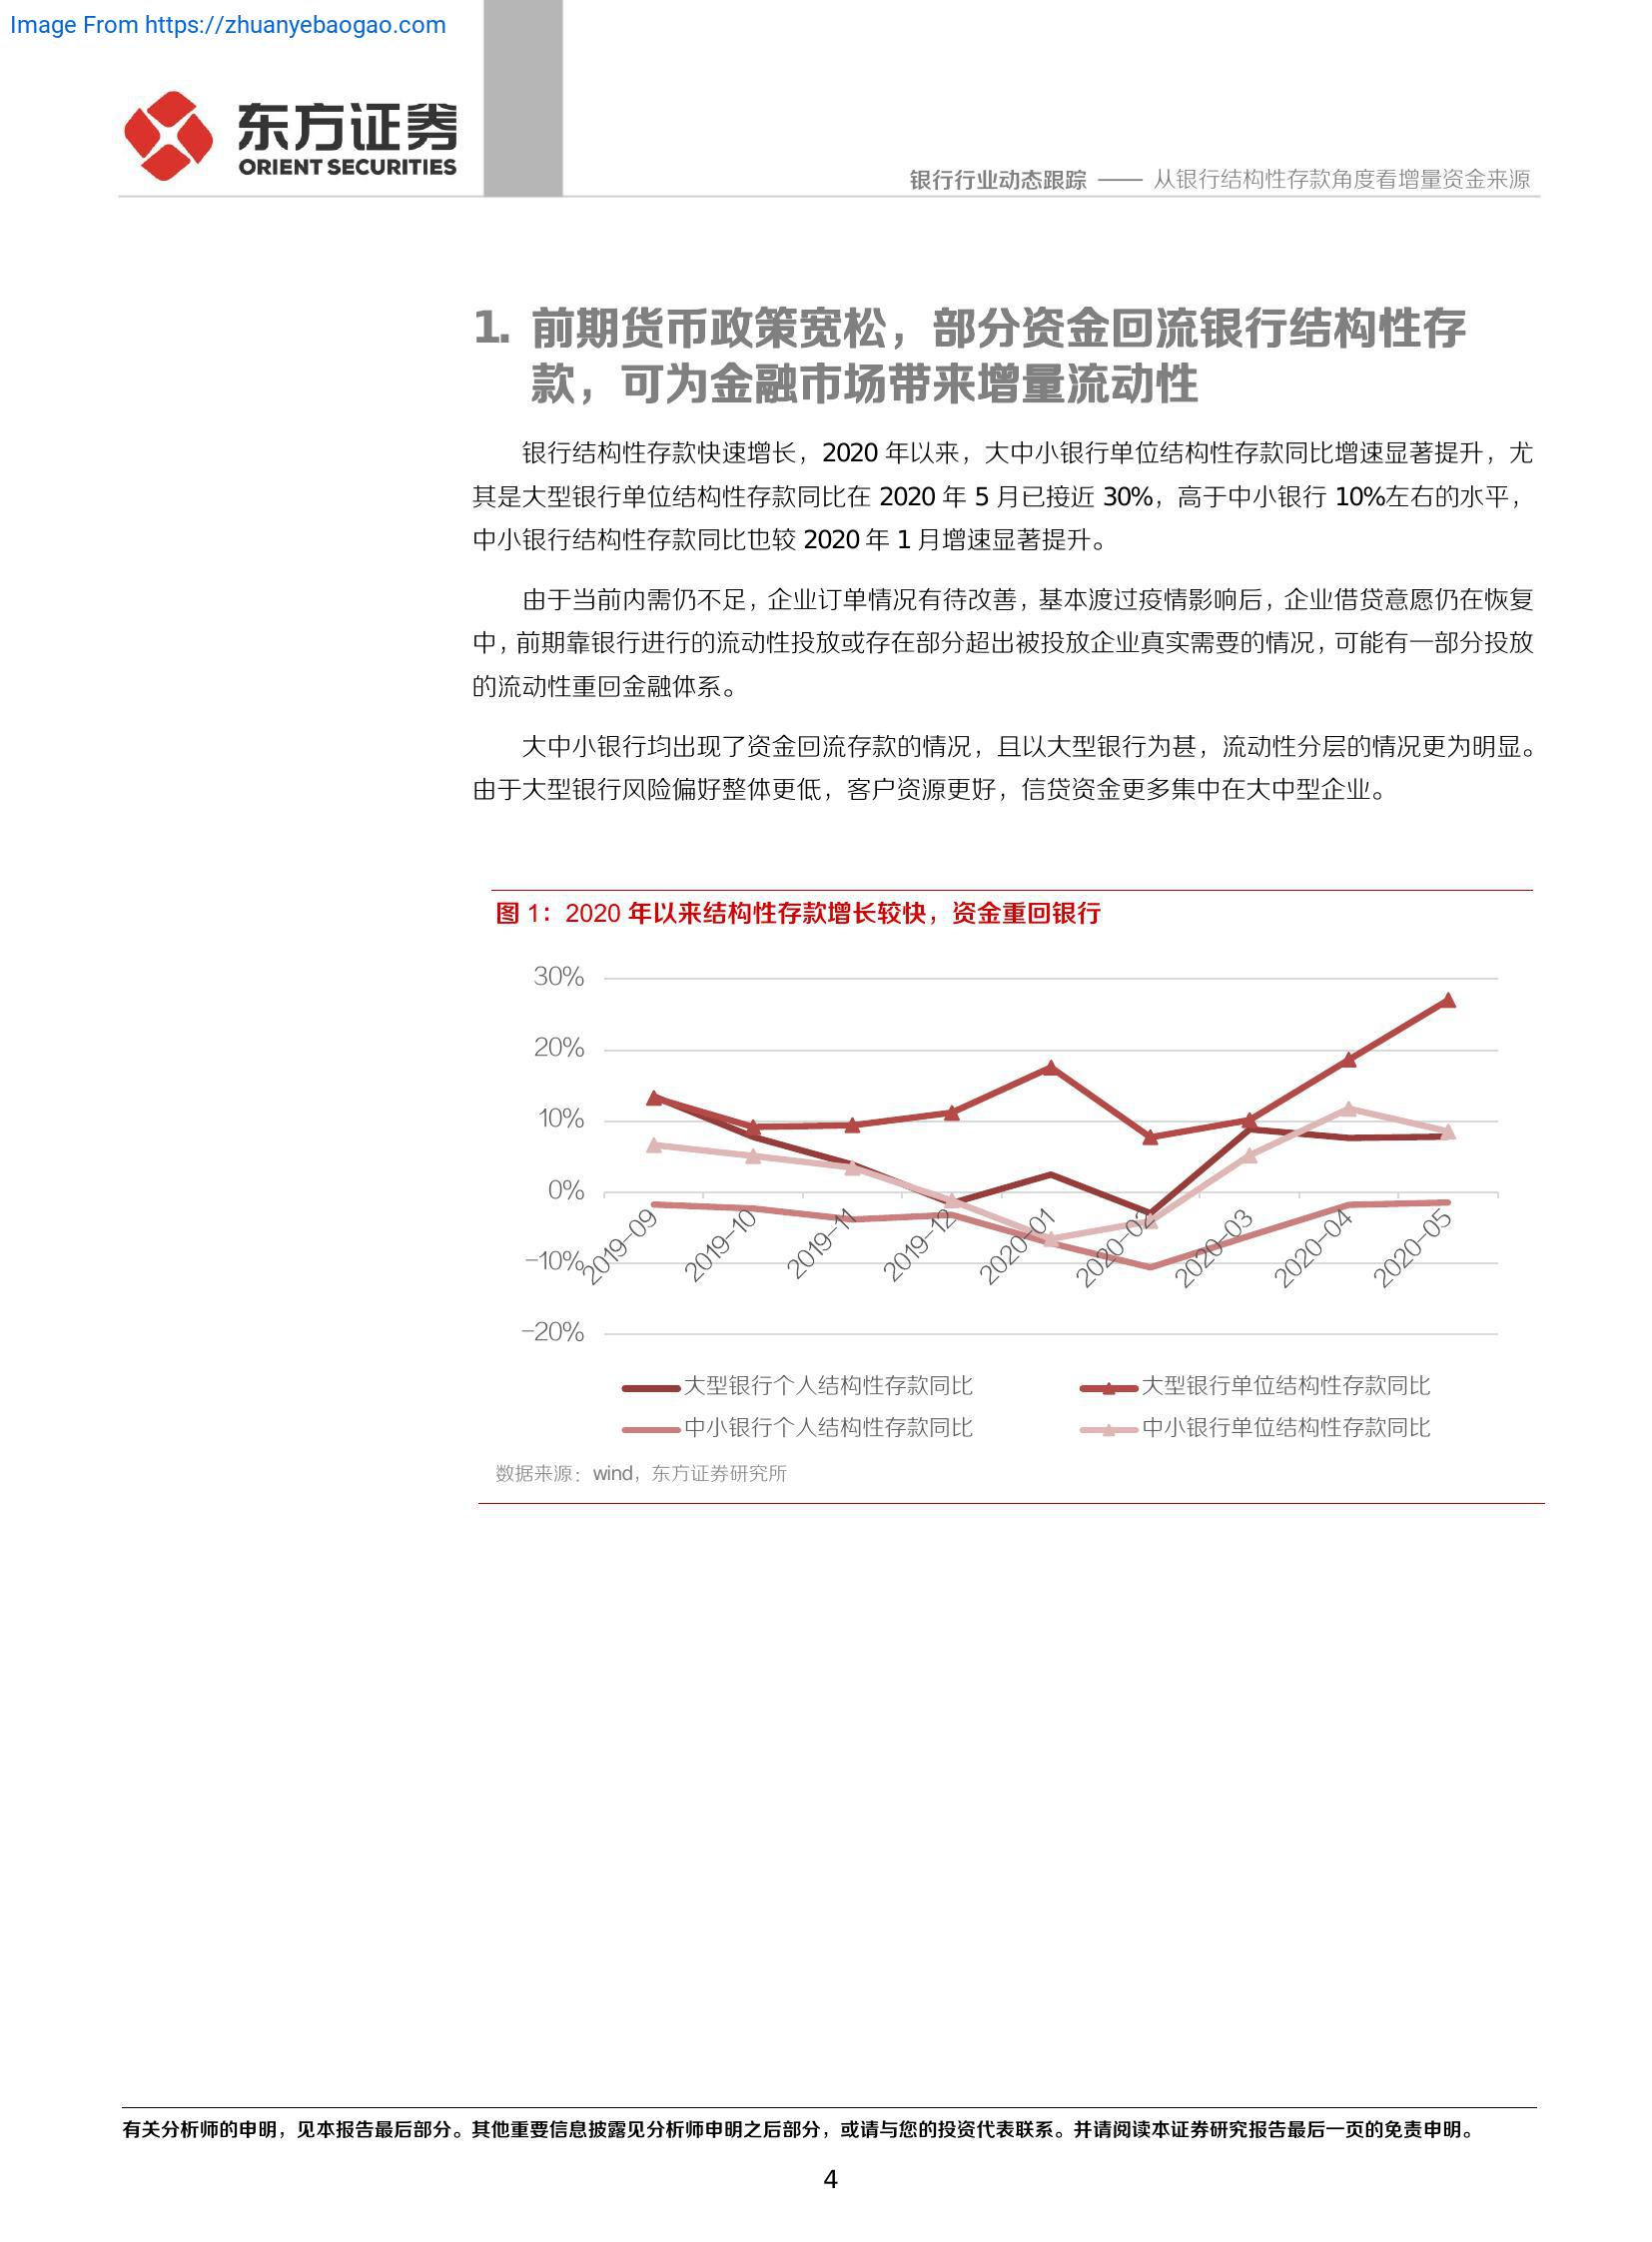 Image From https://zhuanyebaogao.com
东方证券
ORIENT SECURITIES
银行行业动态跟踪 —— 从银行结构性存款角度看增量资金来源
1. 前期货币政策宽松，部分资金回流银行结构性存
款，可为金融市场带来增量流动性
银行结构性存款快速增长，2020 年以来，大中小银行单位结构性存款同比增速显著提升，尤
其是大型银行单位结构性存款同比在 2020 年 5 月已接近 30%，高于中小银行 10%左右的水平，
中小银行结构性存款同比也较 2020 年 1 月增速显著提升。
由于当前内需仍不足，企业订单情况有待改善，基本渡过疫情影响后，企业借贷意愿仍在恢复
中，前期靠银行进行的流动性投放或存在部分超出被投放企业真实需要的情况，可能有一部分投放
的流动性重回金融体系。
大中小银行均出现了资金回流存款的情况，且以大型银行为甚，流动性分层的情况更为明显。
由于大型银行风险偏好整体更低，客户资源更好，信贷资金更多集中在大中型企业。
图 1：2020 年以来结构性存款增长较快，资金重回银行
30%
20%
10%
0%
-10%
-20%
2019-09 2019-10 2019-11 2019-12 2020-01 2020-02 2020-03 2020-04 2020-05
大型银行个人结构性存款同比 大型银行单位结构性存款同比
中小银行个人结构性存款同比 中小银行单位结构性存款同比
数据来源：wind，东方证券研究所
有关分析师的申明，见本报告最后部分。其他重要信息披露见分析师申明之后部分，或请与您的投资代表联系。并请阅读本证券研究报告最后一页的免责申明。
4